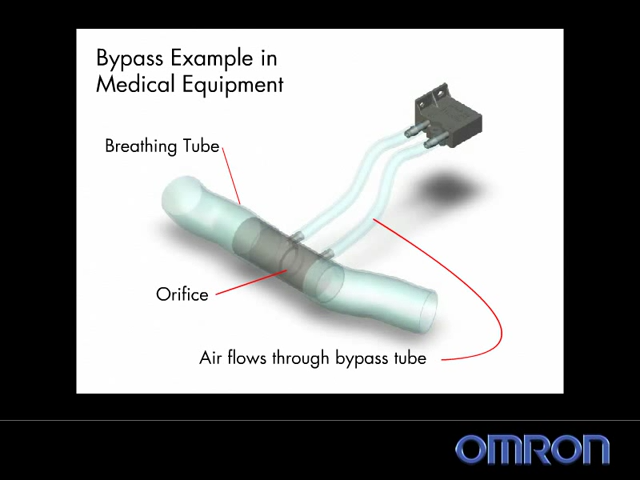 Bypass Example in
Medical Equipment
Breathing Tube
Orifice
Air flows through bypass tube
OMRON